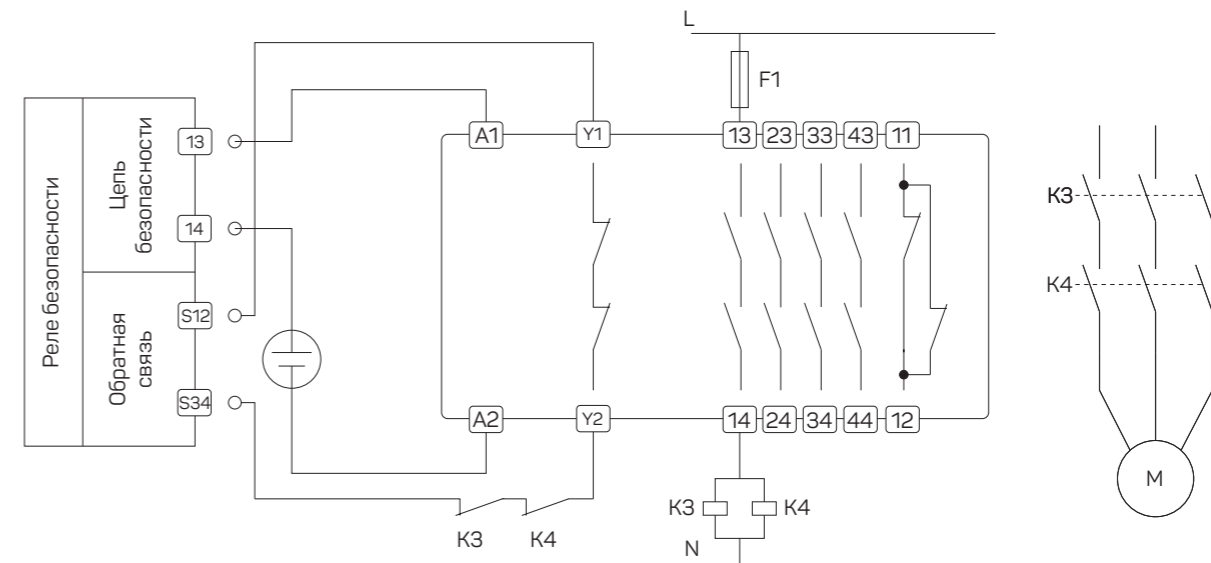 L
F1
Реле безопасности
Цепь
безопасности
13
14
Обратная
связь
S12
S34
A1
Y1
13
23
33
43
11
A2
Y2
14
24
34
44
12
K3
K4
K3
K4
N
K3
K4
M